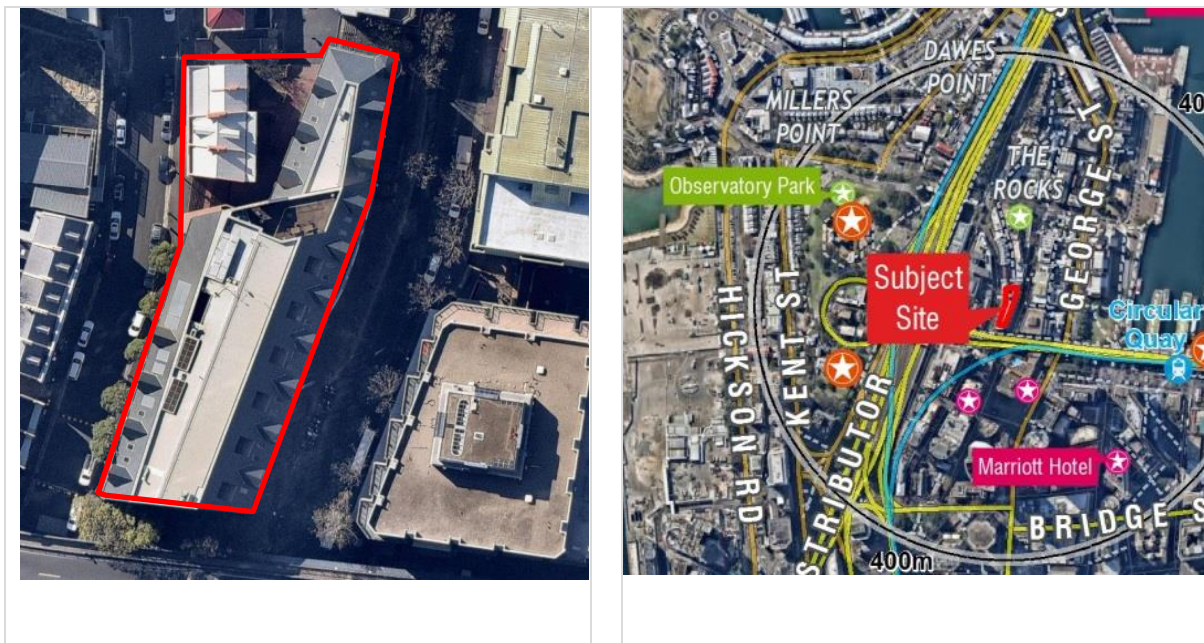 DAWES
POINT
MILLERS
POINT
40
THE
ROCKS
GEORGE ST
Observatory Park
Subject
Site
KENT ST
HICKSON RD
Circular
Quay
STRIBUTOR
Marriott Hotel
BRIDGE S
400m